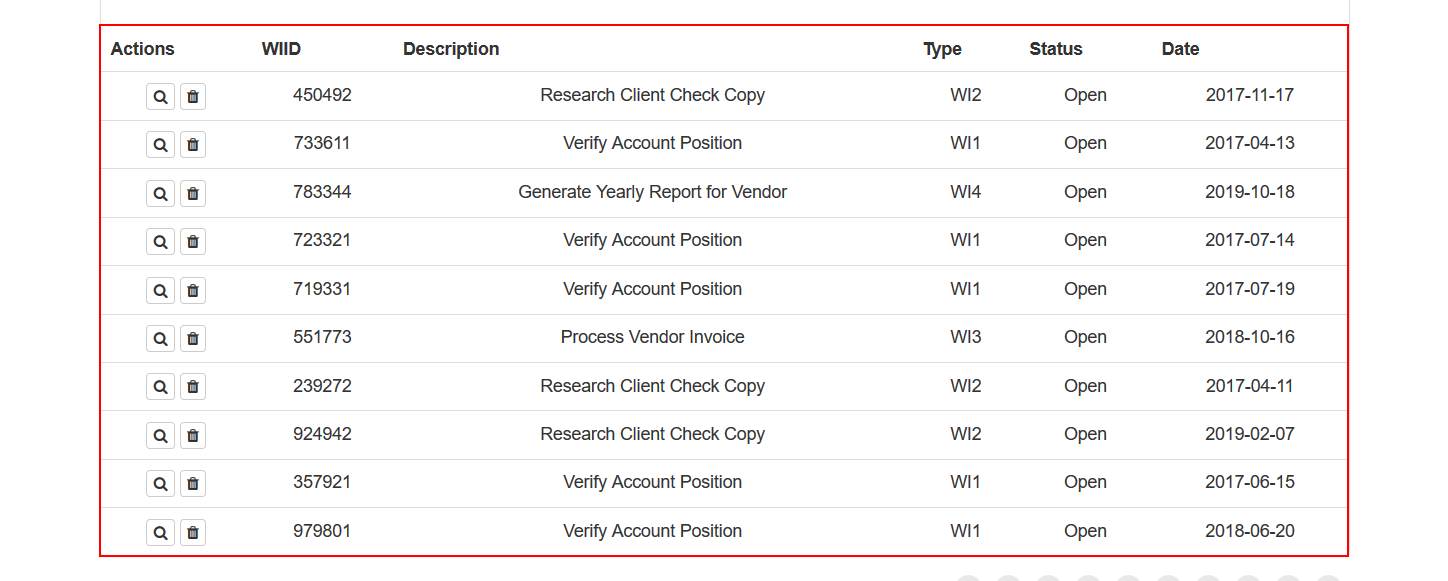 Actions WIID Description Type Status Date
450492 Research Client Check Copy WI2 Open 2017-11-17
733611 Verify Account Position WI1 Open 2017-04-13
783344 Generate Yearly Report for Vendor WI4 Open 2019-10-18
723321 Verify Account Position WI1 Open 2017-07-14
719331 Verify Account Position WI1 Open 2017-07-19
551773 Process Vendor Invoice WI3 Open 2018-10-16
239272 Research Client Check Copy WI2 Open 2017-04-11
924942 Research Client Check Copy WI2 Open 2019-02-07
357921 Verify Account Position WI1 Open 2017-06-15
979801 Verify Account Position WI1 Open 2018-06-20